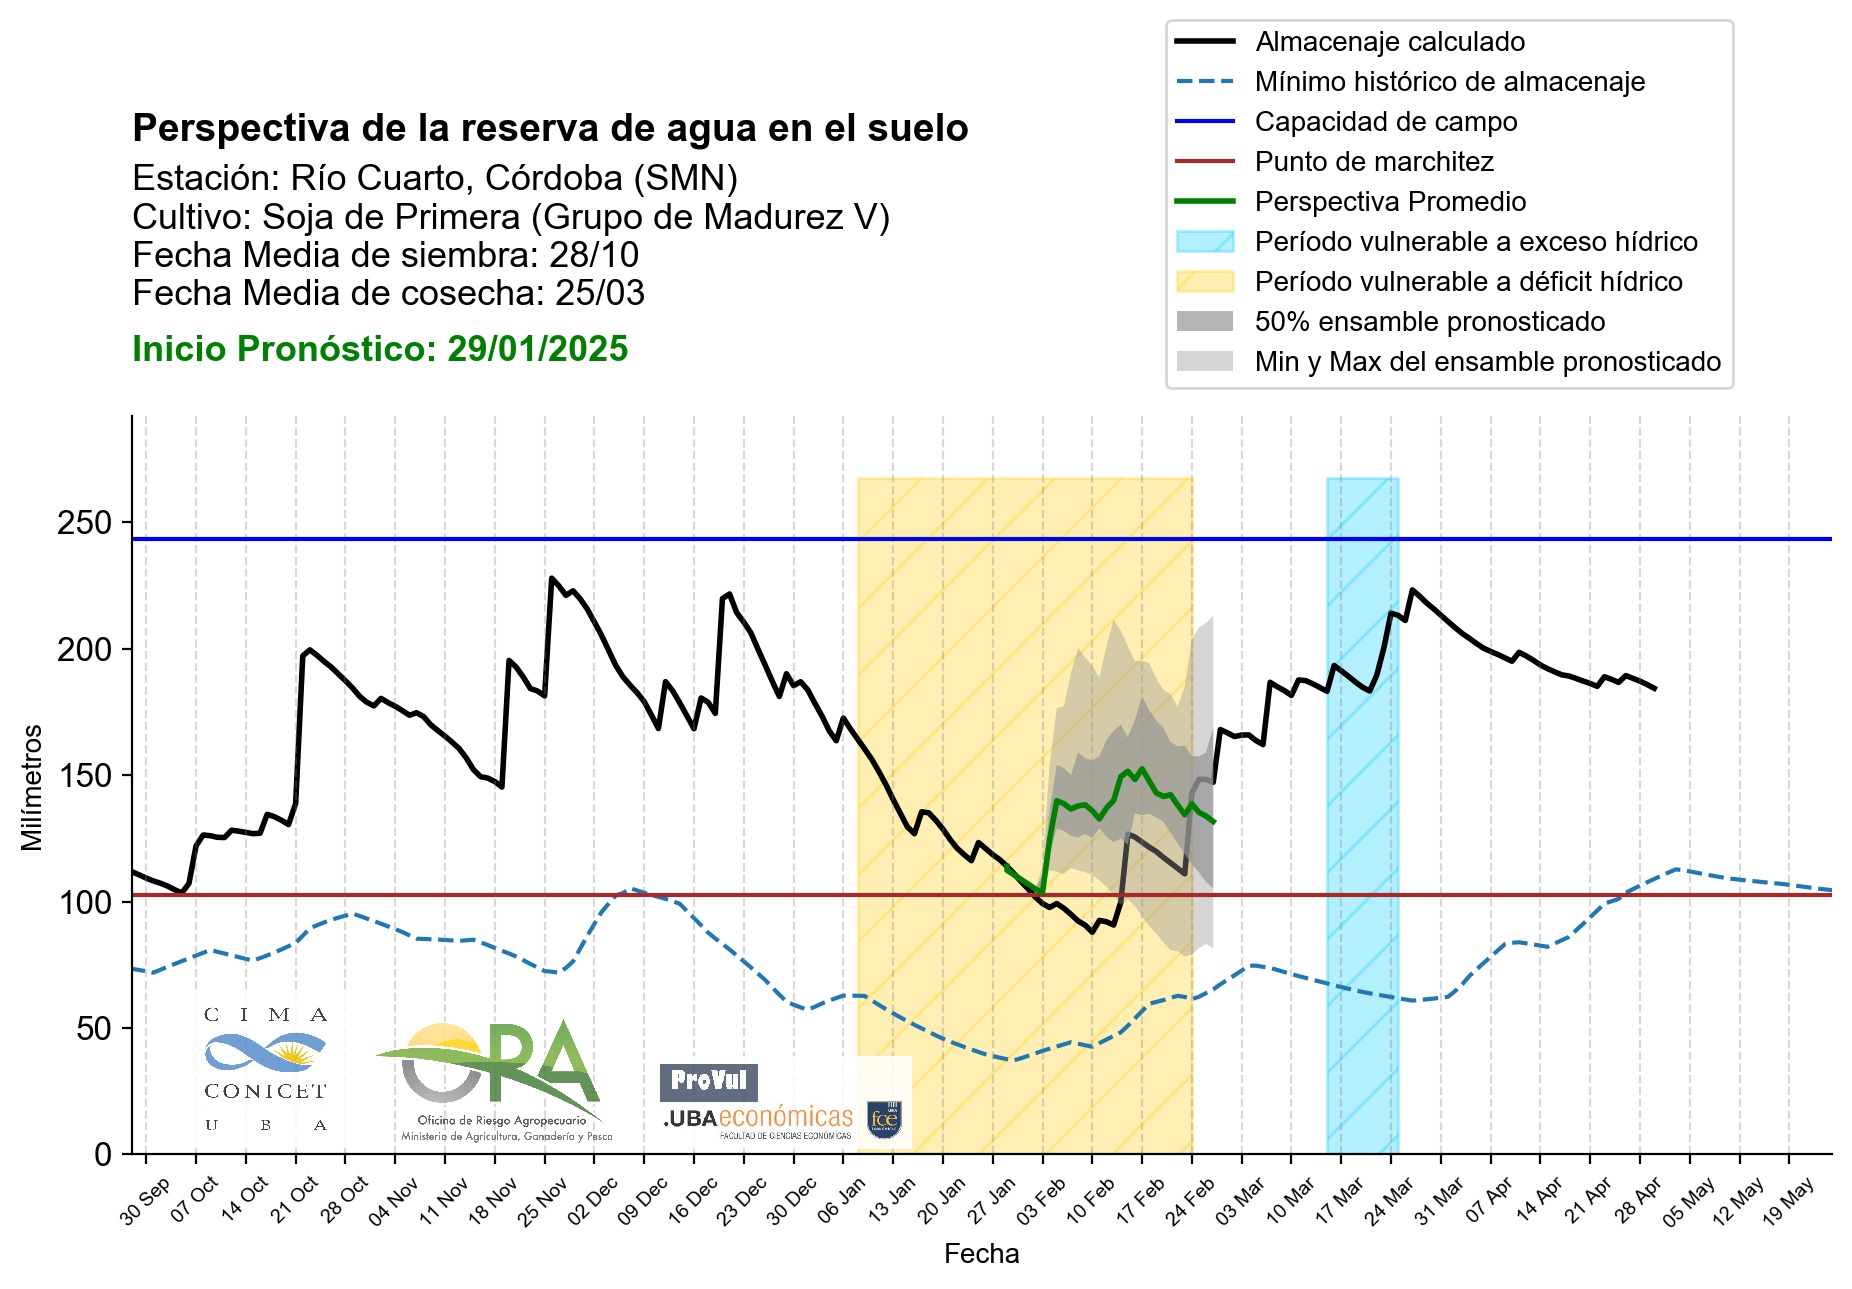 Almacenaje calculado
Mínimo histórico de almacenaje
Capacidad de campo
Punto de marchitez
Perspectiva Promedio
Período vulnerable a exceso hídrico
Período vulnerable a déficit hídrico
50% ensamble pronosticado
Min y Max del ensamble pronosticado
Perspectiva de la reserva de agua en el suelo
Estación: Río Cuarto, Córdoba (SMN)
Cultivo: Soja de Primera (Grupo de Madurez V)
Fecha Media de siembra: 28/10
Fecha Media de cosecha: 25/03
Inicio Pronóstico: 29/01/2025
Milímetros
250
200
150
100
50
0
CIMA
CONICET
UBA
ORA
Oficina de Riesgo Agropecuario
Ministerio de Agricultura, Ganadería y Pesca
ProVul
.UBAeconómicas
FACULTAD DE CIENCIAS ECONÓMICAS
fce
30 Sep
07 Oct
14 Oct
21 Oct
28 Oct
04 Nov
11 Nov
18 Nov
25 Nov
02 Dec
09 Dec
16 Dec
23 Dec
30 Dec
06 Jan
13 Jan
20 Jan
27 Jan
03 Feb
10 Feb
17 Feb
24 Feb
03 Mar
10 Mar
17 Mar
24 Mar
31 Mar
07 Apr
14 Apr
21 Apr
28 Apr
05 May
12 May
19 May
Fecha